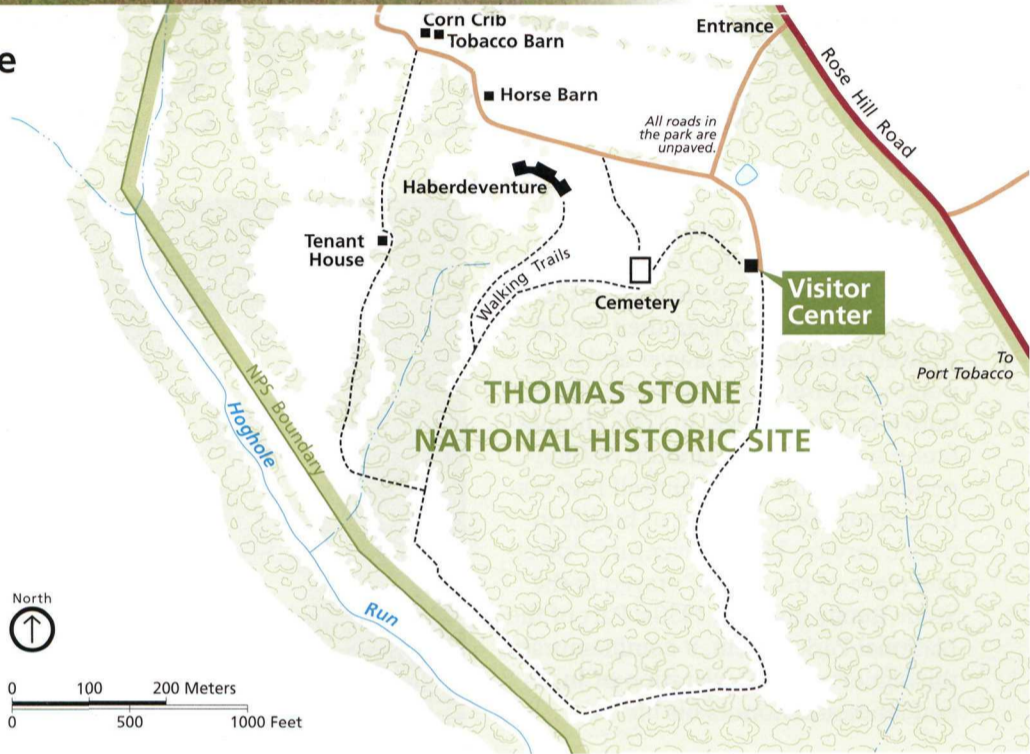 e
Corn Crib
Tobacco Barn
Entrance
Rose Hill Road
Horse Barn
All roads in
the park are
unpaved.
Haberdeventure
Tenant
House
Walking Trails
Cemetery
Visitor
Center
To
Port Tobacco
THOMAS STONE
NATIONAL HISTORIC SITE
NPS Boundary
Hoghole
Run
North
0 100 200 Meters
0 500 1000 Feet